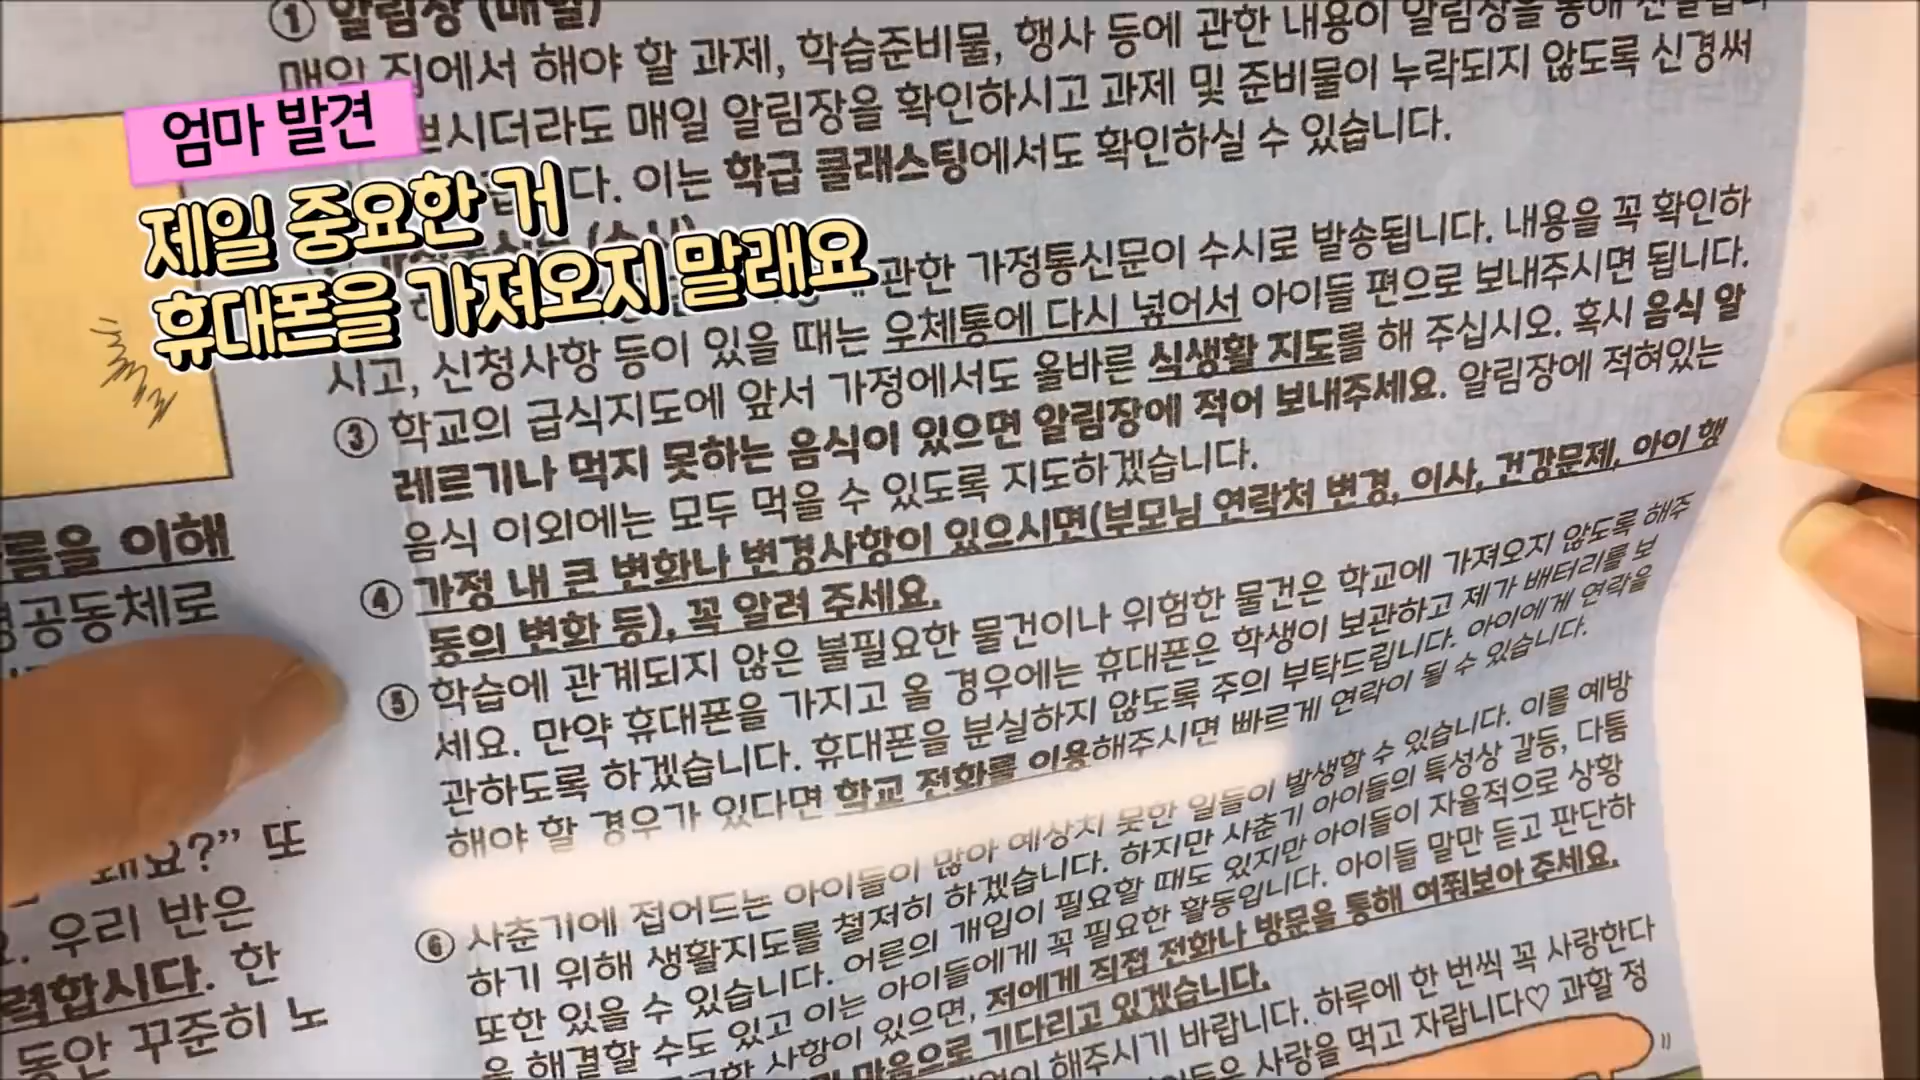 ① 알림장 (매일)
매일 집에서 해야 할 과제, 학습준비물, 행사 등에 관한 내용이 알림장을 통해
쁘시더라도 매일 알림장을 확인하시고 과제 및 준비물이 누락되지 않도록 신경써
다. 이는 학급 클래스팅에서도 확인하실 수 있습니다.
엄마 발견
제일 중요한 거
휴대폰을 가져오지 말래요
관한 가정통신문이 수시로 발송됩니다. 내용을 꼭 확인하
시고, 신청사항 등이 있을 때는 우체통에 다시 넣어서 아이들 편으로 보내주시면 됩니다.
③ 학교의 급식지도에 앞서 가정에서도 올바른 식생활 지도를 해 주십시오. 혹시 음식 알
레르기나 먹지 못하는 음식이 있으면 알림장에 적어 보내주세요. 알림장에 적혀있는
음식 이외에는 모두 먹을 수 있도록 지도하겠습니다.
④ 가정 내 큰 변화나 변경사항이 있으시면(부모님 연락처 변경, 이사, 건강문제, 아이 행
동의 변화 등), 꼭 알려 주세요.
⑤ 학습에 관계되지 않은 불필요한 물건이나 위험한 물건은 학교에 가져오지 않도록 해주
세요. 만약 휴대폰을 가지고 올 경우에는 휴대폰은 학생이 보관하고 제가 배터리를 보
관하도록 하겠습니다. 휴대폰을 분실하지 않도록 주의 부탁드립니다. 아이에게 연락을
해야 할 경우가 있다면 학교 전화를 이용해주시면 빠르게 연락이 될 수 있습니다.
⑥ 사춘기에 접어드는 아이들이 많아 예상치 못한 일들이 발생할 수 있습니다. 이를 예방
하기 위해 생활지도를 철저히 하겠습니다. 하지만 사춘기 아이들의 특성상 갈등, 다툼
또한 있을 수 있습니다. 어른의 개입이 필요할 때도 있지만 아이들이 자율적으로 상황
을 해결할 수도 있고 이는 아이들에게 꼭 필요한 활동입니다. 아이들 말만 듣고 판단하
사항이 있으면, 저에게 직접 전화나 방문을 통해 여쭤보아 주세요.
마음으로 기다리고 있겠습니다.
해주시기 바랍니다. 하루에 한 번씩 꼭 사랑한다
사랑을 먹고 자랍니다♡ 과할 정
름을 이해
공동체로
왜요?” 또
우리 반은
력합시다. 한
동안 꾸준히 노